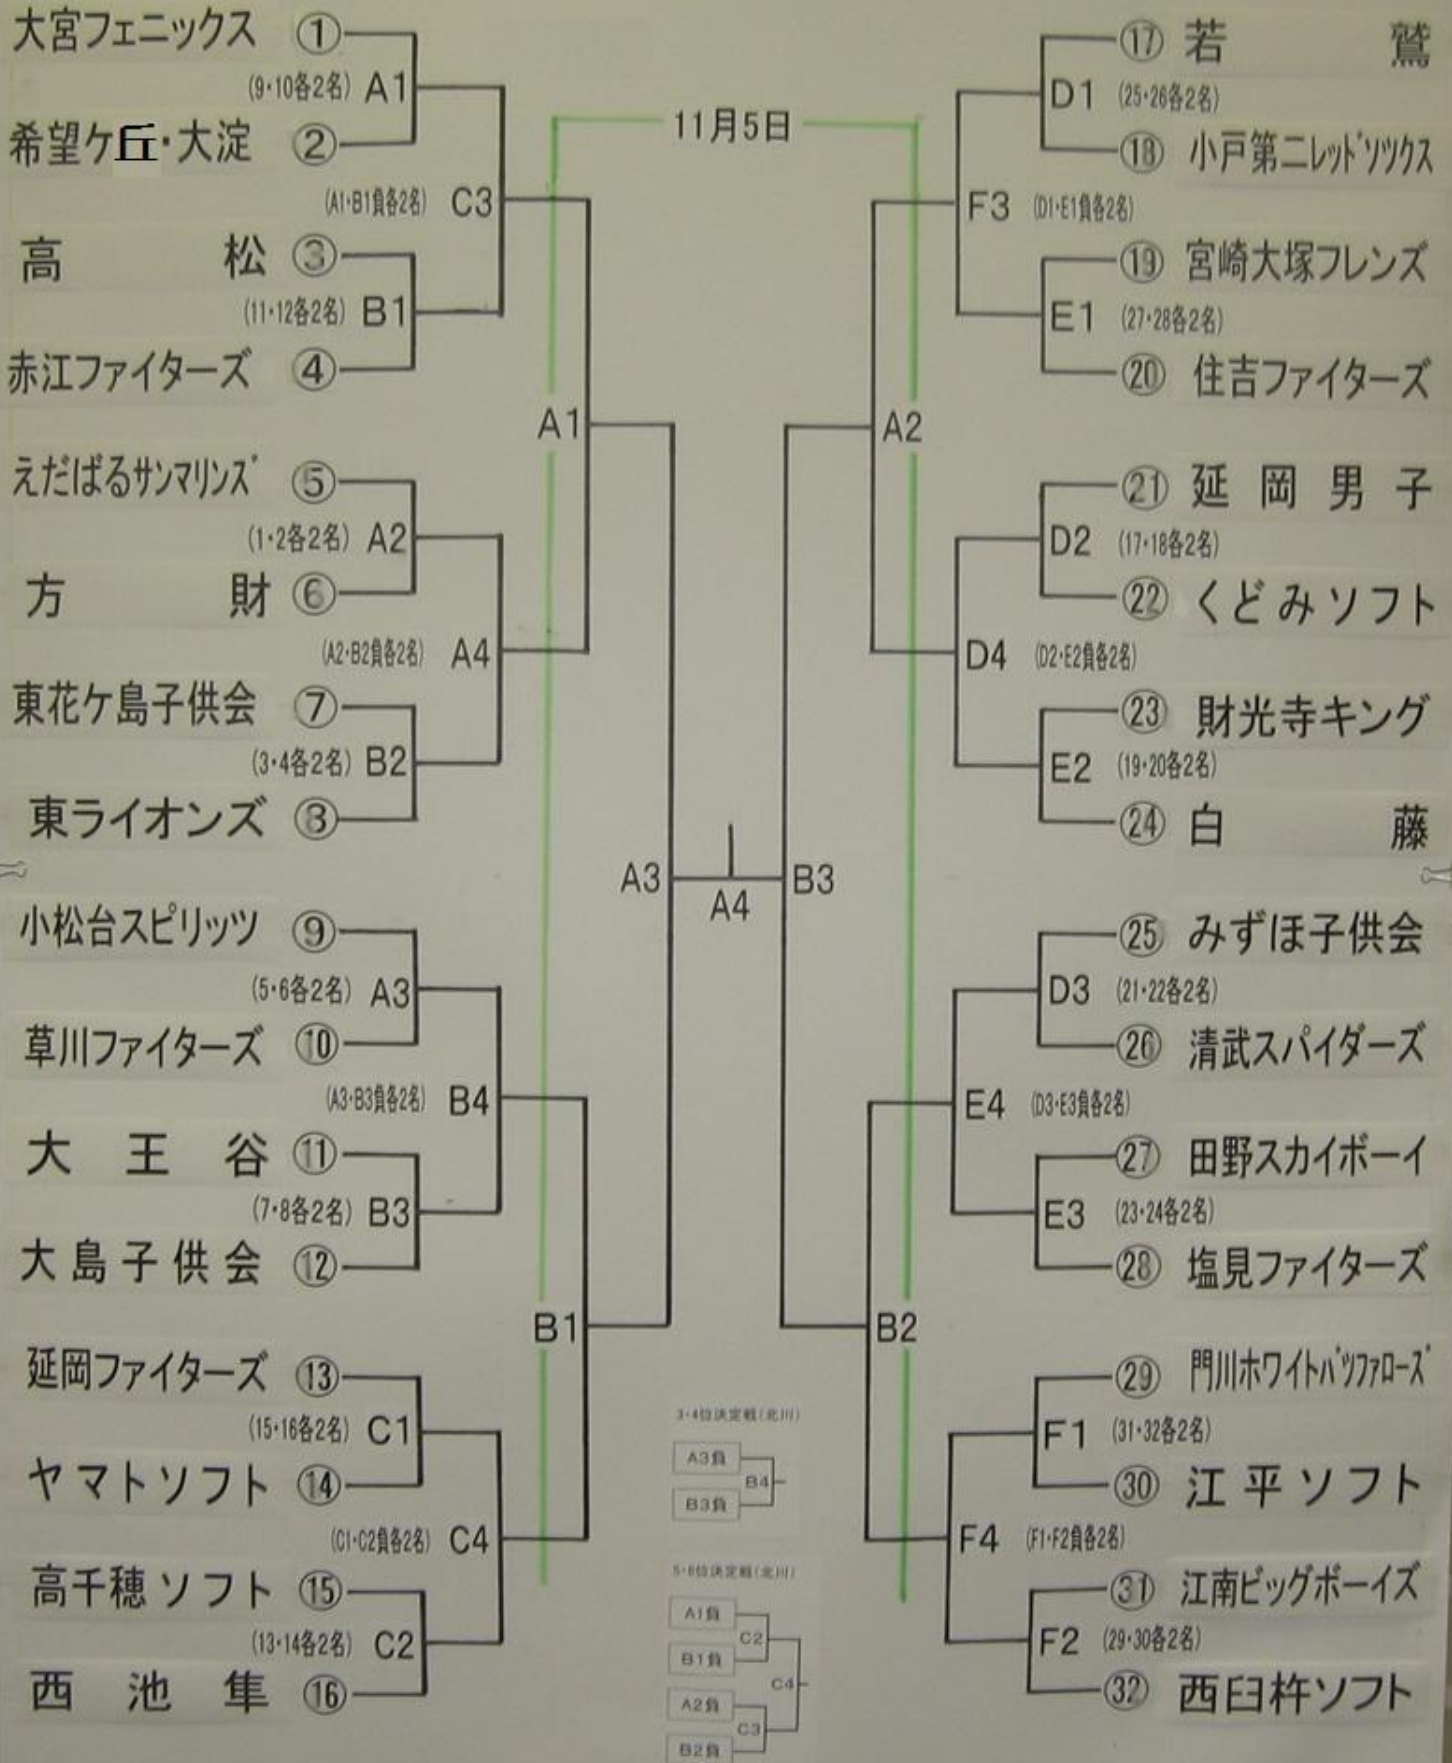 大宮フェニックス ①
(9・10各2名) A1
希望ケ丘・大淀 ②
(A1・B1負各2名) C3
高松 ③
(11・12各2名) B1
赤江ファイターズ ④
A1
えだばるサンマリンズ ⑤
(1・2各2名) A2
方財 ⑥
(A2・B2負各2名) A4
東花ケ島子供会 ⑦
(3・4各2名) B2
東ライオンズ ⑧
A3
小松台スピリッツ ⑨
(5・6各2名) A3
草川ファイターズ ⑩
(A3・B3負各2名) B4
大王谷 ⑪
(7・8各2名) B3
大島子供会 ⑫
B1
延岡ファイターズ ⑬
(15・16各2名) C1
ヤマトソフト ⑭
(C1・C2負各2名) C4
高千穂ソフト ⑮
(13・14各2名) C2
西池隼 ⑯
11月5日
A4
3・4位決定戦(北川)
A3負
B4
B3負
5・6位決定戦(北川)
A1負
C2
B1負
C4
A2負
C3
B2負
⑰ 若鷲
D1 (25・26各2名)
⑱ 小戸第二レッドソックス
F3 (D1・E1負各2名)
⑲ 宮崎大塚フレンズ
E1 (27・28各2名)
⑳ 住吉ファイターズ
A2
㉑ 延岡男子
D2 (17・18各2名)
㉒ くどみソフト
D4 (D2・E2負各2名)
㉓ 財光寺キング
E2 (19・20各2名)
㉔ 白藤
B3
㉕ みずほ子供会
D3 (21・22各2名)
㉖ 清武スパイダーズ
E4 (D3・E3負各2名)
㉗ 田野スカイボーイ
E3 (23・24各2名)
㉘ 塩見ファイターズ
B2
㉙ 門川ホワイトバッファローズ
F1 (31・32各2名)
㉚ 江平ソフト
F4 (F1・F2負各2名)
㉛ 江南ビッグボーイズ
F2 (29・30各2名)
㉜ 西臼杵ソフト